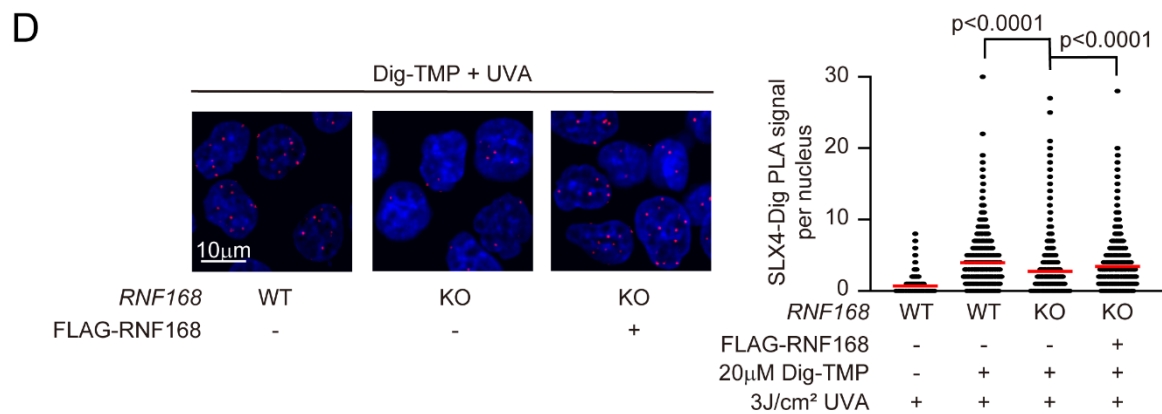 D
Dig-TMP + UVA
10μm
RNF168 WT KO KO
FLAG-RNF168 - - +
p<0.0001
p<0.0001
SLX4-Dig PLA signal
per nucleus
30
20
10
0
RNF168 WT WT KO KO
FLAG-RNF168 - - - +
20μM Dig-TMP - + + +
3J/cm² UVA + + + +